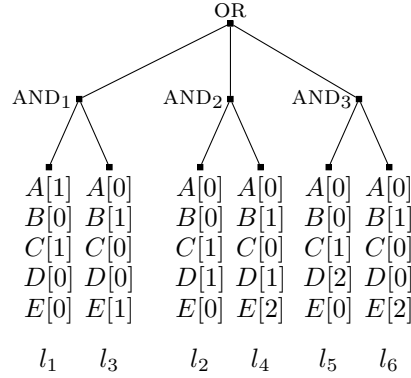 OR
AND₁ AND₂ AND₃
A[1] A[0] A[0] A[0] A[0] A[0]
B[0] B[1] B[0] B[1] B[0] B[1]
C[1] C[0] C[1] C[0] C[1] C[0]
D[0] D[0] D[1] D[1] D[2] D[0]
E[0] E[1] E[0] E[2] E[0] E[2]
l₁ l₃ l₂ l₄ l₅ l₆